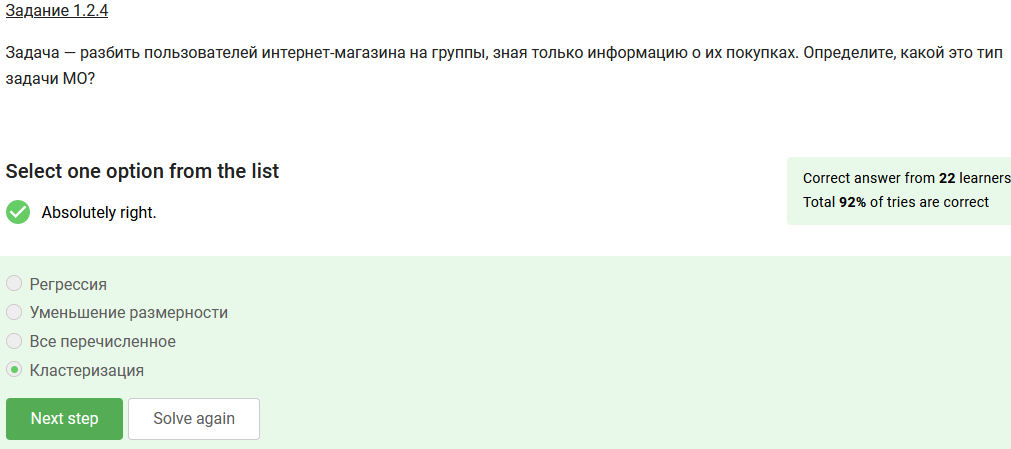 Задание 1.2.4
Задача — разбить пользователей интернет-магазина на группы, зная только информацию о их покупках. Определите, какой это тип
задачи МО?
Select one option from the list
Correct answer from 22 learners
Total 92% of tries are correct
Absolutely right.
Регрессия
Уменьшение размерности
Все перечисленное
Кластеризация
Next step
Solve again